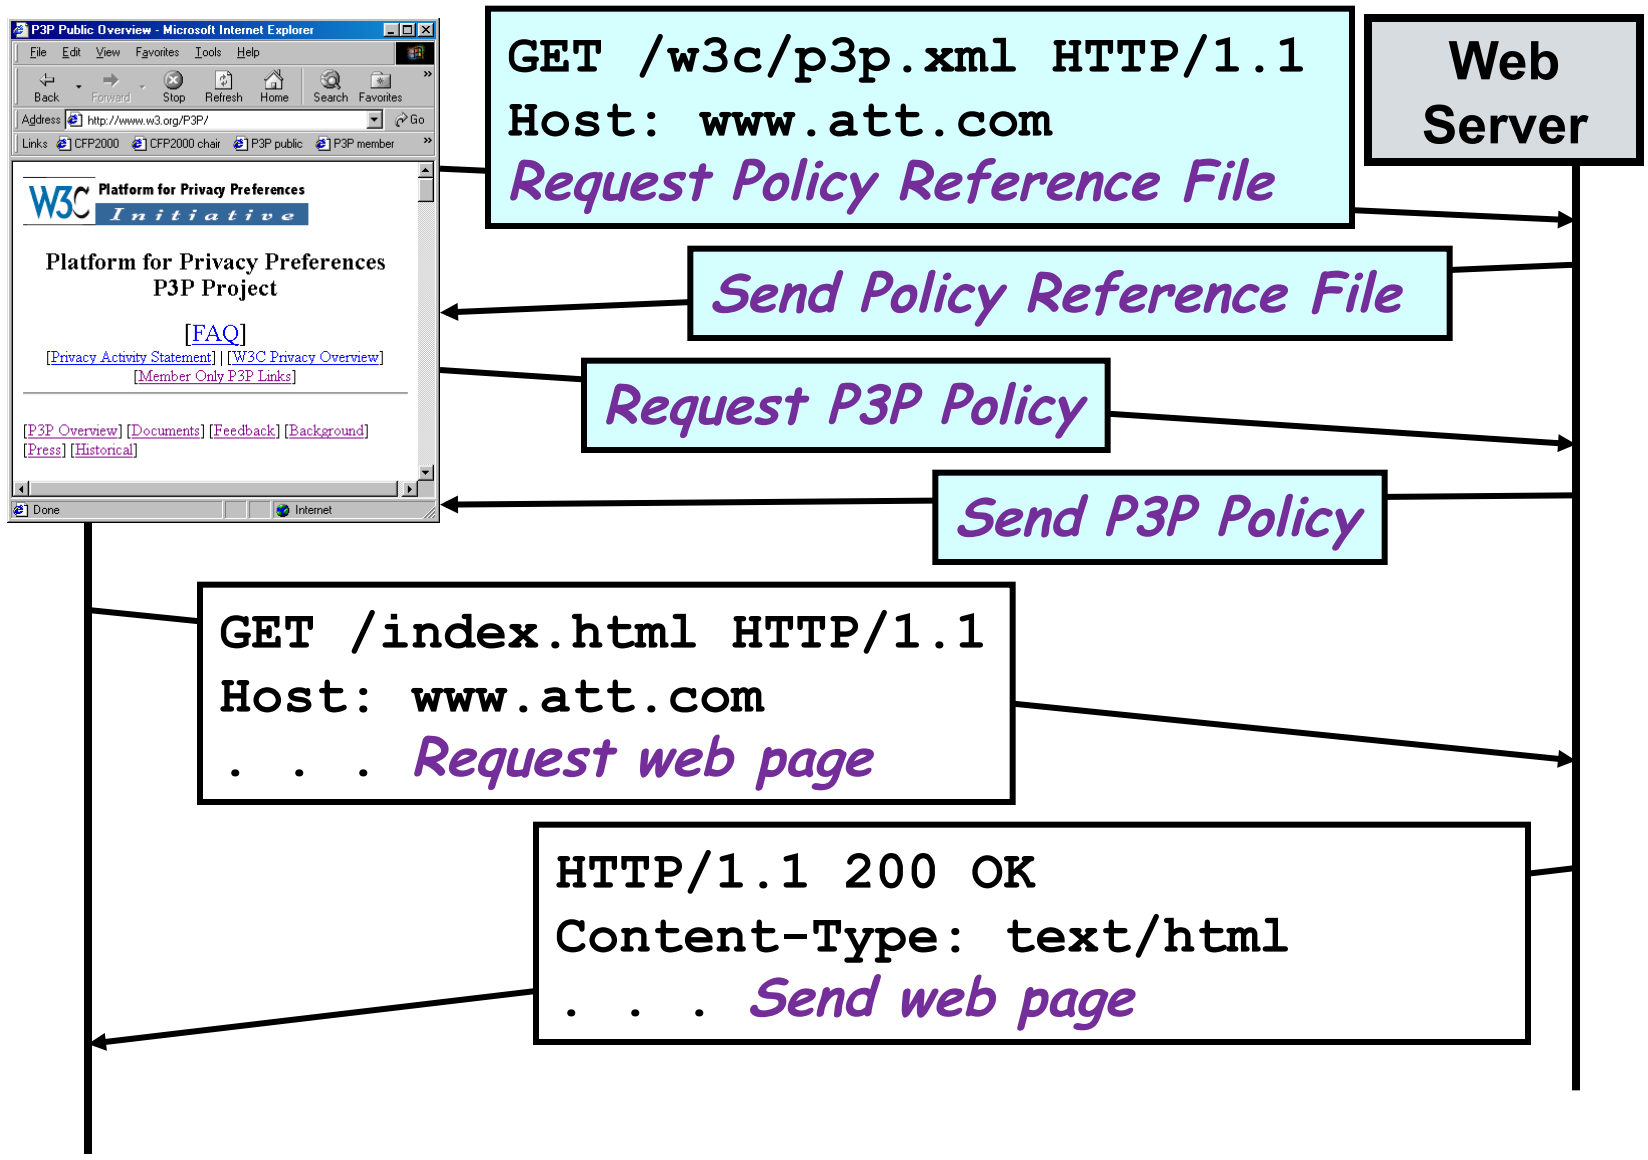 P3P Public Overview - Microsoft Internet Explorer
File Edit View Favorites Tools Help
Back Forward Stop Refresh Home Search Favorites »
Address http://www.w3.org/P3P/ Go
Links CFP2000 CFP2000 chair P3P public P3P member »
W3C Platform for Privacy Preferences
Initiative
Platform for Privacy Preferences
P3P Project
[FAQ]
[Privacy Activity Statement] | [W3C Privacy Overview]
[Member Only P3P Links]
[P3P Overview] [Documents] [Feedback] [Background]
[Press] [Historical]
Done Internet
GET /w3c/p3p.xml HTTP/1.1
Host: www.att.com
Request Policy Reference File
Web
Server
Send Policy Reference File
Request P3P Policy
Send P3P Policy
GET /index.html HTTP/1.1
Host: www.att.com
. . . Request web page
HTTP/1.1 200 OK
Content-Type: text/html
. . . Send web page